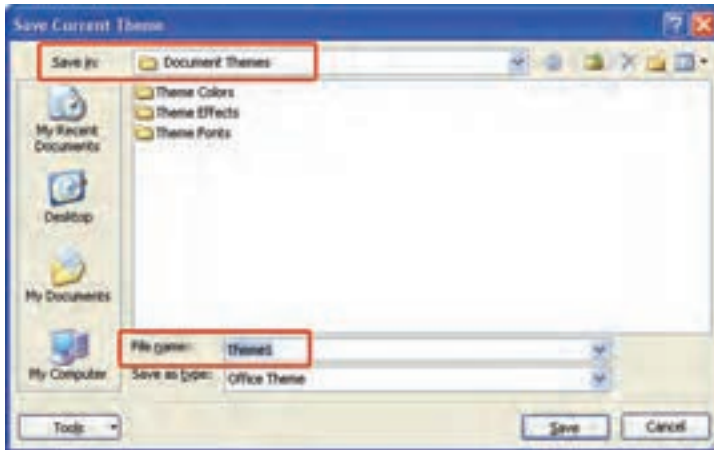 Save Current Theme
Save in: Document Themes
My Recent Documents
Desktop
My Documents
My Computer
Theme Colors
Theme Effects
Theme Fonts
File name:
Save as type: Office Theme
Tools
Save
Cancel